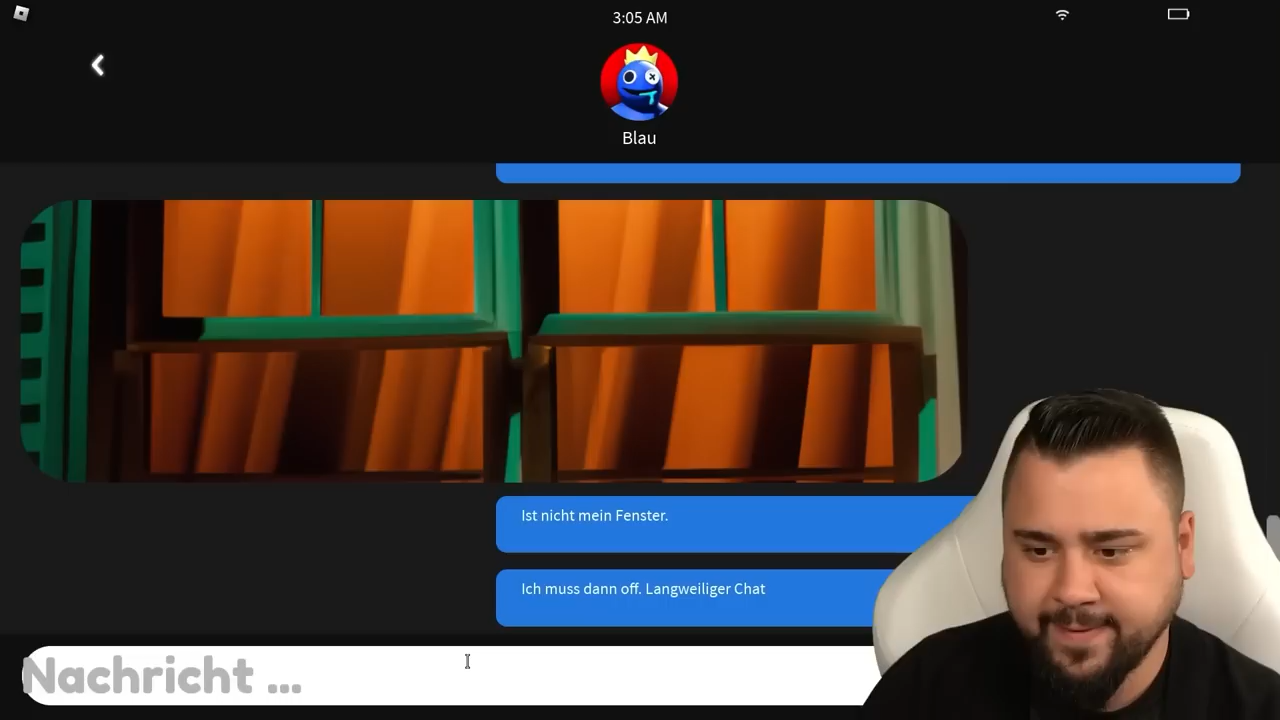 3:05 AM
Blau
Ist nicht mein Fenster.
Ich muss dann off. Langweiliger Chat
Nachricht ...